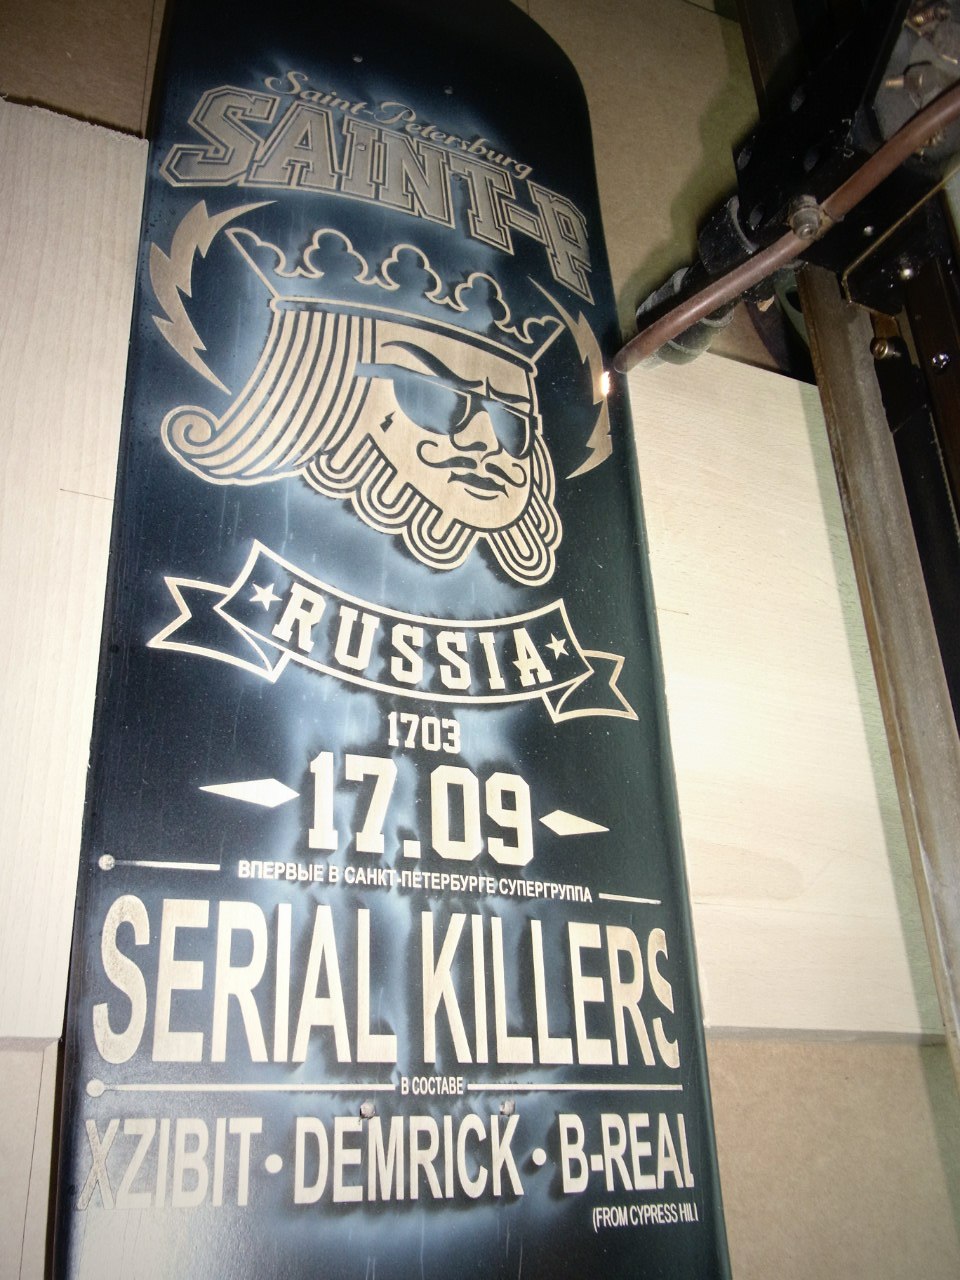 Saint-Petersburg
SAINT-P
RUSSIA
1703
17.09
ВПЕРВЫЕ В САНКТ-ПЕТЕРБУРГЕ СУПЕРГРУППА
SERIAL KILLERS
В СОСТАВЕ
XZIBIT • DEMRICK • B-REAL
(FROM CYPRESS HILL